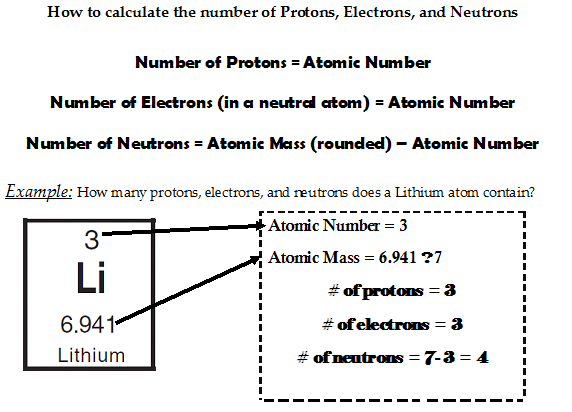 How to calculate the number of Protons, Electrons, and Neutrons
Number of Protons = Atomic Number
Number of Electrons (in a neutral atom) = Atomic Number
Number of Neutrons = Atomic Mass (rounded) – Atomic Number
Example: How many protons, electrons, and neutrons does a Lithium atom contain?
3
Li
6.941
Lithium
Atomic Number = 3
Atomic Mass = 6.941 ?7
# of protons = 3
# of electrons = 3
# of neutrons = 7-3 = 4